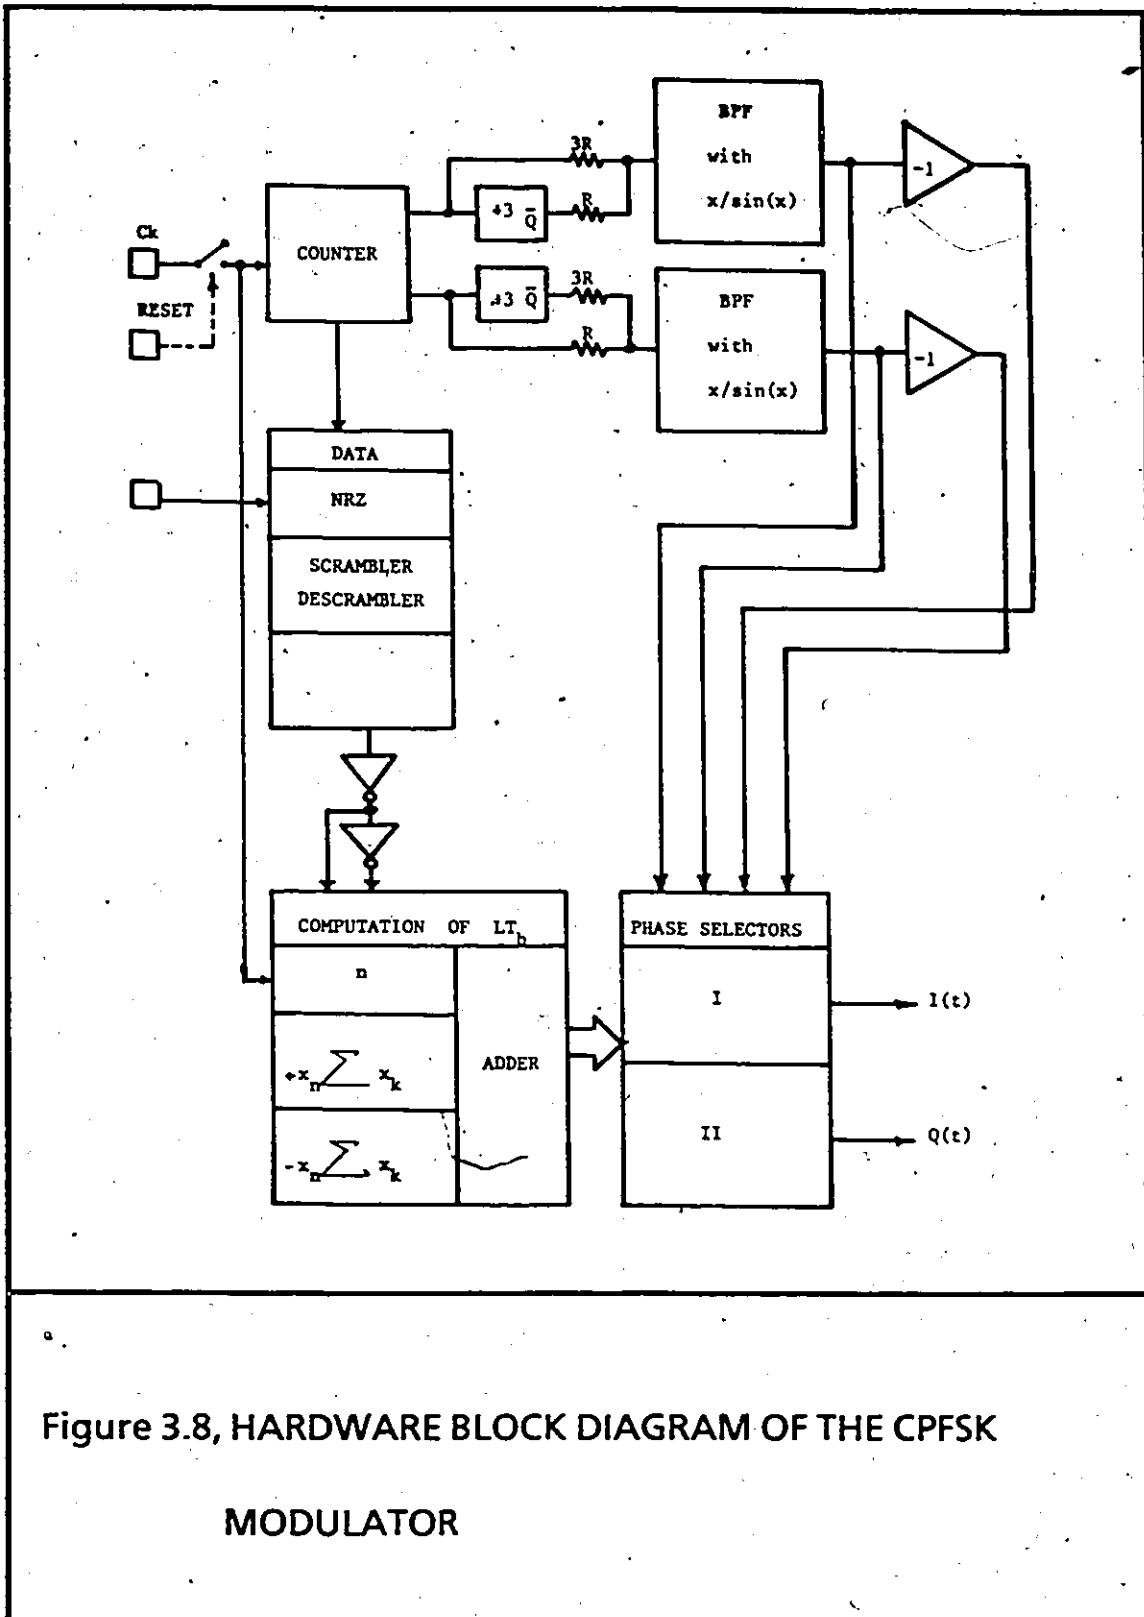 BPF
with
x/sin(x)
-1
3R
R
+3 Q̄
Ck
COUNTER
RESET
+3 Q̄
3R
R
BPF
with
x/sin(x)
-1
DATA
NRZ
SCRAMBLER
DESCRAMBLER
COMPUTATION OF LT_b
n
+x_n Σ x_k
-x_n Σ x_k
ADDER
PHASE SELECTORS
I
II
I(t)
Q(t)
Figure 3.8, HARDWARE BLOCK DIAGRAM OF THE CPFSK
MODULATOR